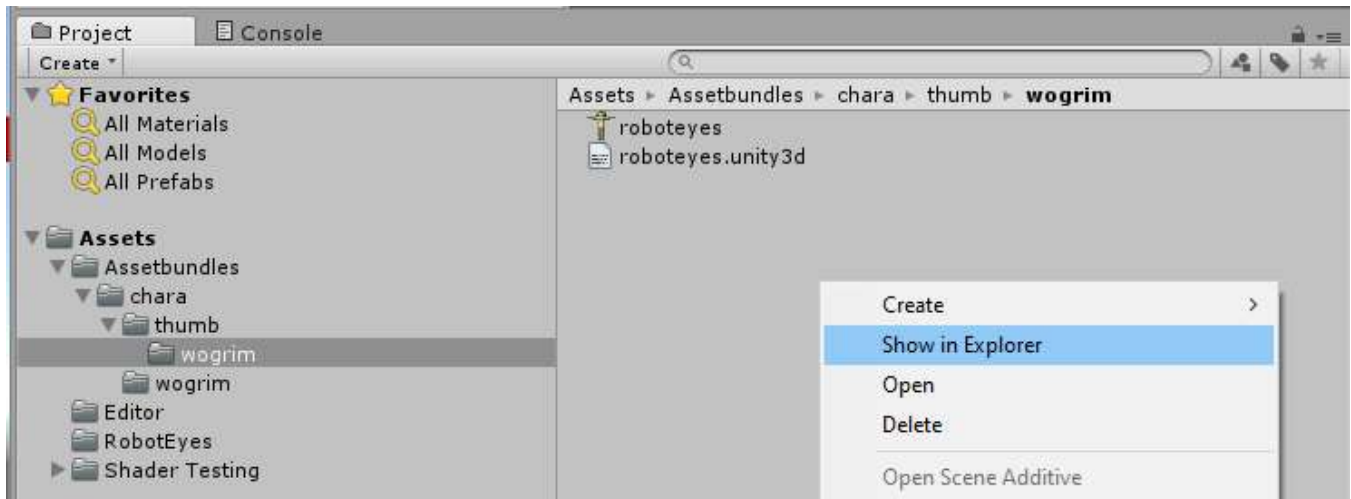 Project
Console
Create
Favorites
All Materials
All Models
All Prefabs
Assets
Assetbundles
chara
thumb
wogrim
wogrim
Editor
RobotEyes
Shader Testing
Assets ▸ Assetbundles ▸ chara ▸ thumb ▸ wogrim
roboteyes
roboteyes.unity3d
Create
Show in Explorer
Open
Delete
Open Scene Additive